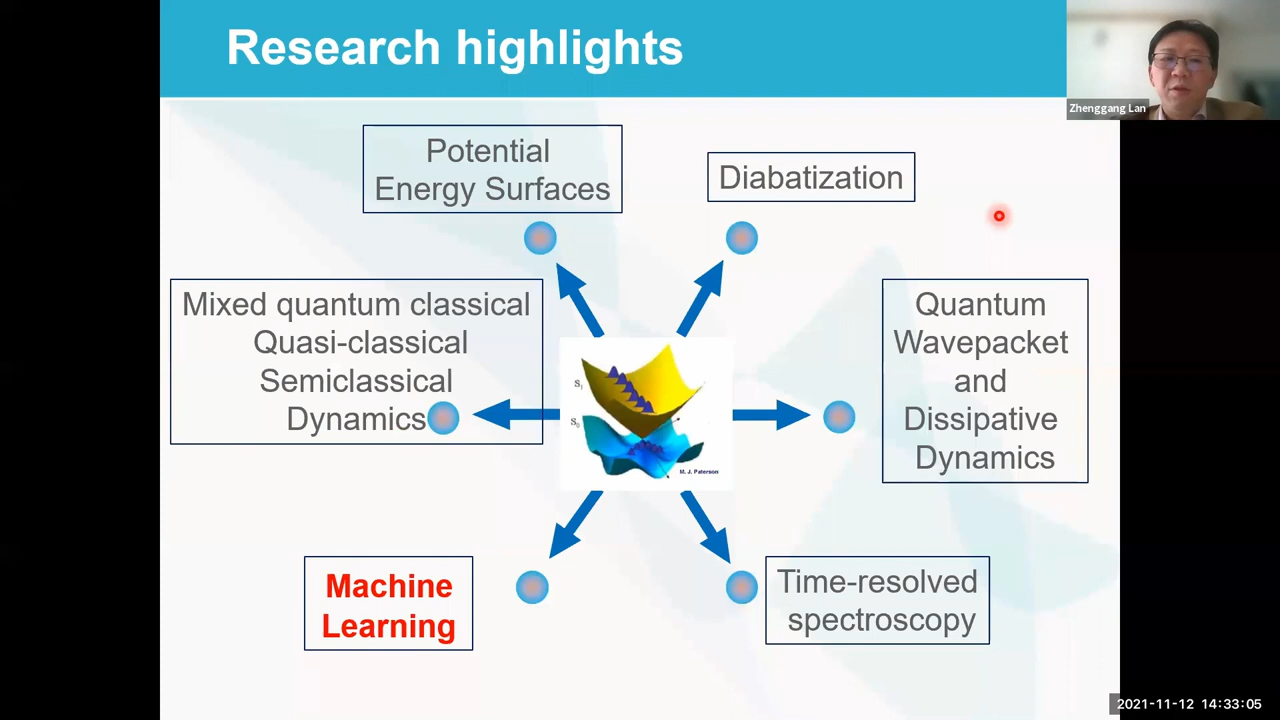 Research highlights
Zhenggang Lan
Potential
Energy Surfaces
Diabatization
Mixed quantum classical
Quasi-classical
Semiclassical
Dynamics
Quantum
Wavepacket
and
Dissipative
Dynamics
S₁
S₀
M. J. Paterson
Machine
Learning
Time-resolved
spectroscopy
2021-11-12 14:33:05